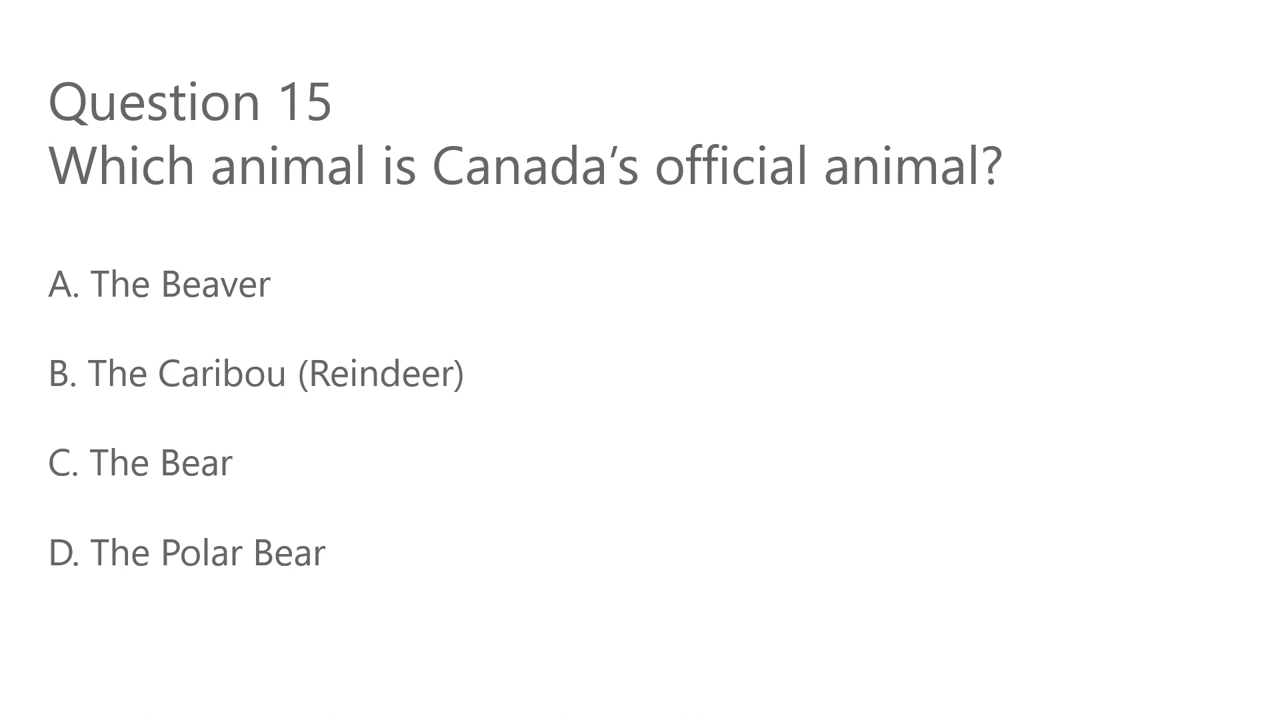 Question 15
Which animal is Canada’s official animal?
A. The Beaver
B. The Caribou (Reindeer)
C. The Bear
D. The Polar Bear